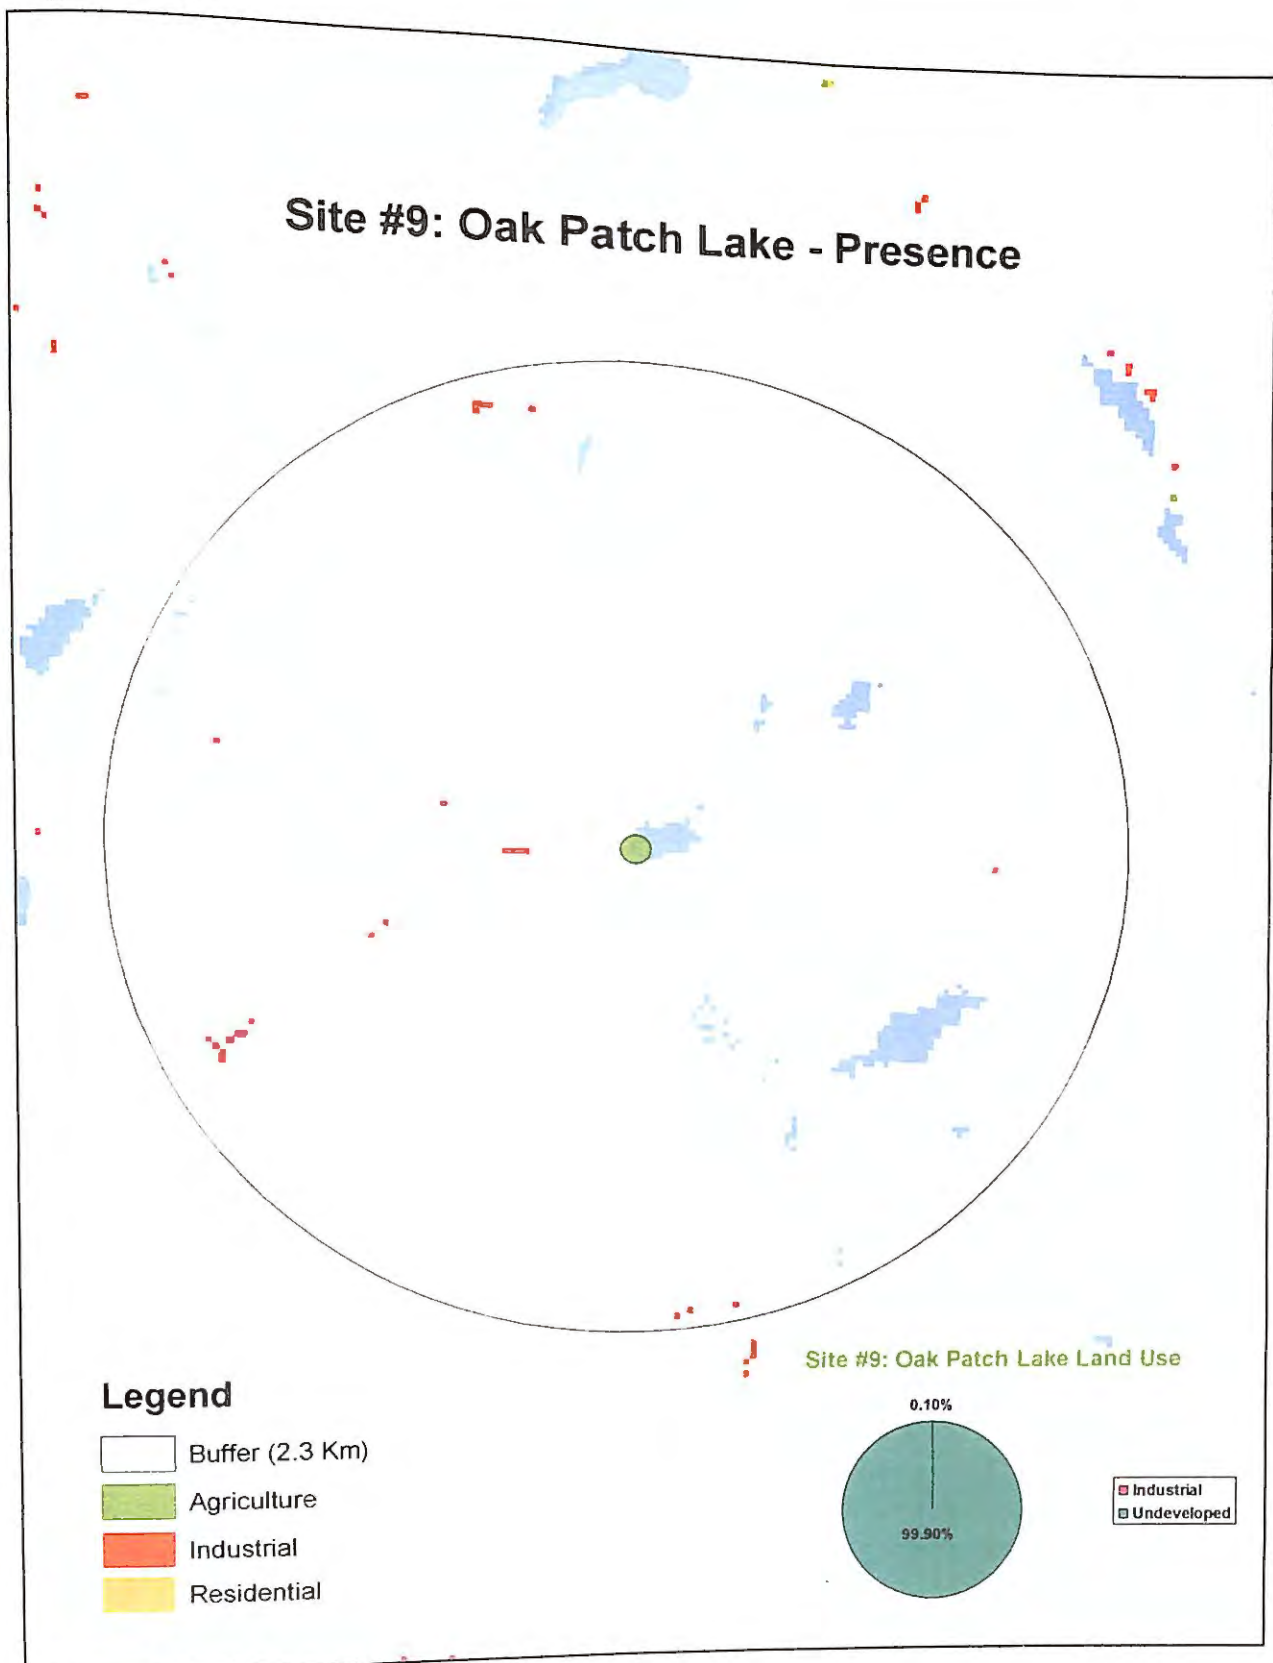 Site #9: Oak Patch Lake - Presence
Legend
Buffer (2.3 Km)
Agriculture
Industrial
Residential
Site #9: Oak Patch Lake Land Use
0.10%
99.90%
Industrial
Undeveloped